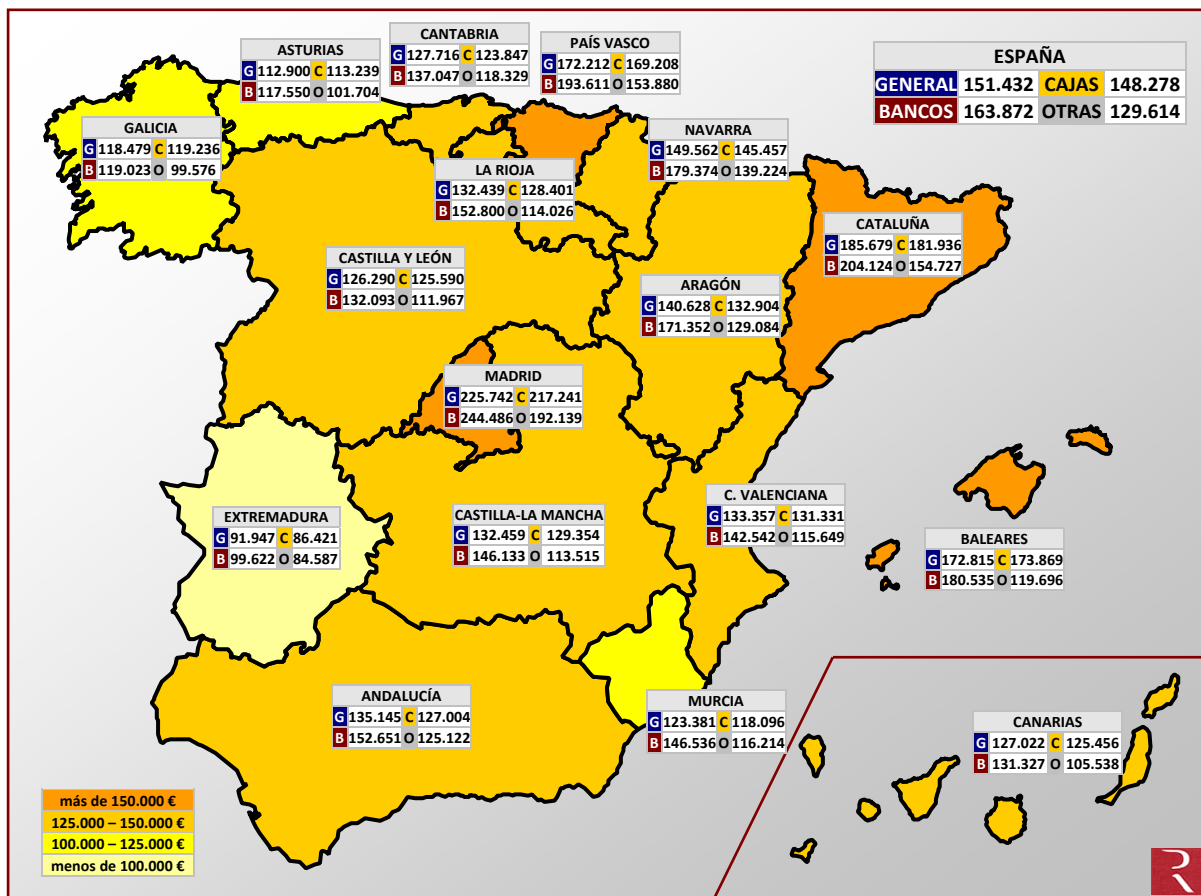 ASTURIAS
G 112.900 C 113.239
B 117.550 O 101.704
CANTABRIA
G 127.716 C 123.847
B 137.047 O 118.329
PAÍS VASCO
G 172.212 C 169.208
B 193.611 O 153.880
ESPAÑA
GENERAL 151.432 CAJAS 148.278
BANCOS 163.872 OTRAS 129.614
GALICIA
G 118.479 C 119.236
B 119.023 O 99.576
NAVARRA
G 149.562 C 145.457
B 179.374 O 139.224
LA RIOJA
G 132.439 C 128.401
B 152.800 O 114.026
CATALUÑA
G 185.679 C 181.936
B 204.124 O 154.727
CASTILLA Y LEÓN
G 126.290 C 125.590
B 132.093 O 111.967
ARAGÓN
G 140.628 C 132.904
B 171.352 O 129.084
MADRID
G 225.742 C 217.241
B 244.486 O 192.139
EXTREMADURA
G 91.947 C 86.421
B 99.622 O 84.587
CASTILLA-LA MANCHA
G 132.459 C 129.354
B 146.133 O 113.515
C. VALENCIANA
G 133.357 C 131.331
B 142.542 O 115.649
BALEARES
G 172.815 C 173.869
B 180.535 O 119.696
ANDALUCÍA
G 135.145 C 127.004
B 152.651 O 125.122
MURCIA
G 123.381 C 118.096
B 146.536 O 116.214
CANARIAS
G 127.022 C 125.456
B 131.327 O 105.538
más de 150.000 €
125.000 – 150.000 €
100.000 – 125.000 €
menos de 100.000 €
R